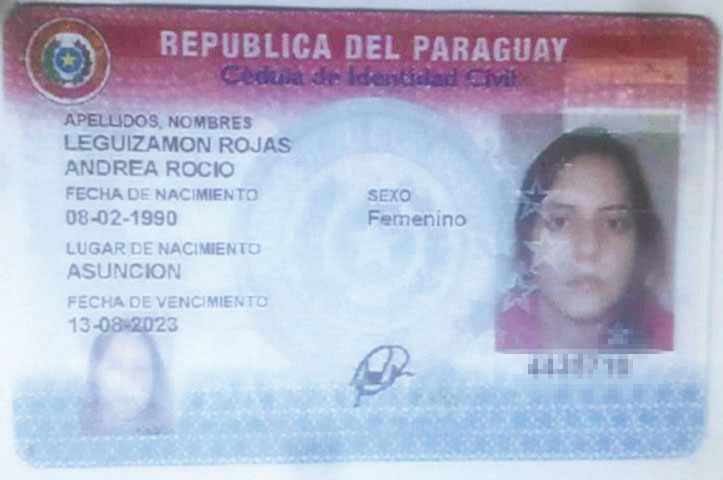 REPUBLICA DEL PARAGUAY
Cédula de Identidad Civil
APELLIDOS, NOMBRES
LEGUIZAMON ROJAS
ANDREA ROCIO
FECHA DE NACIMIENTO
08-02-1990
SEXO
Femenino
LUGAR DE NACIMIENTO
ASUNCION
FECHA DE VENCIMIENTO
13-08-2023